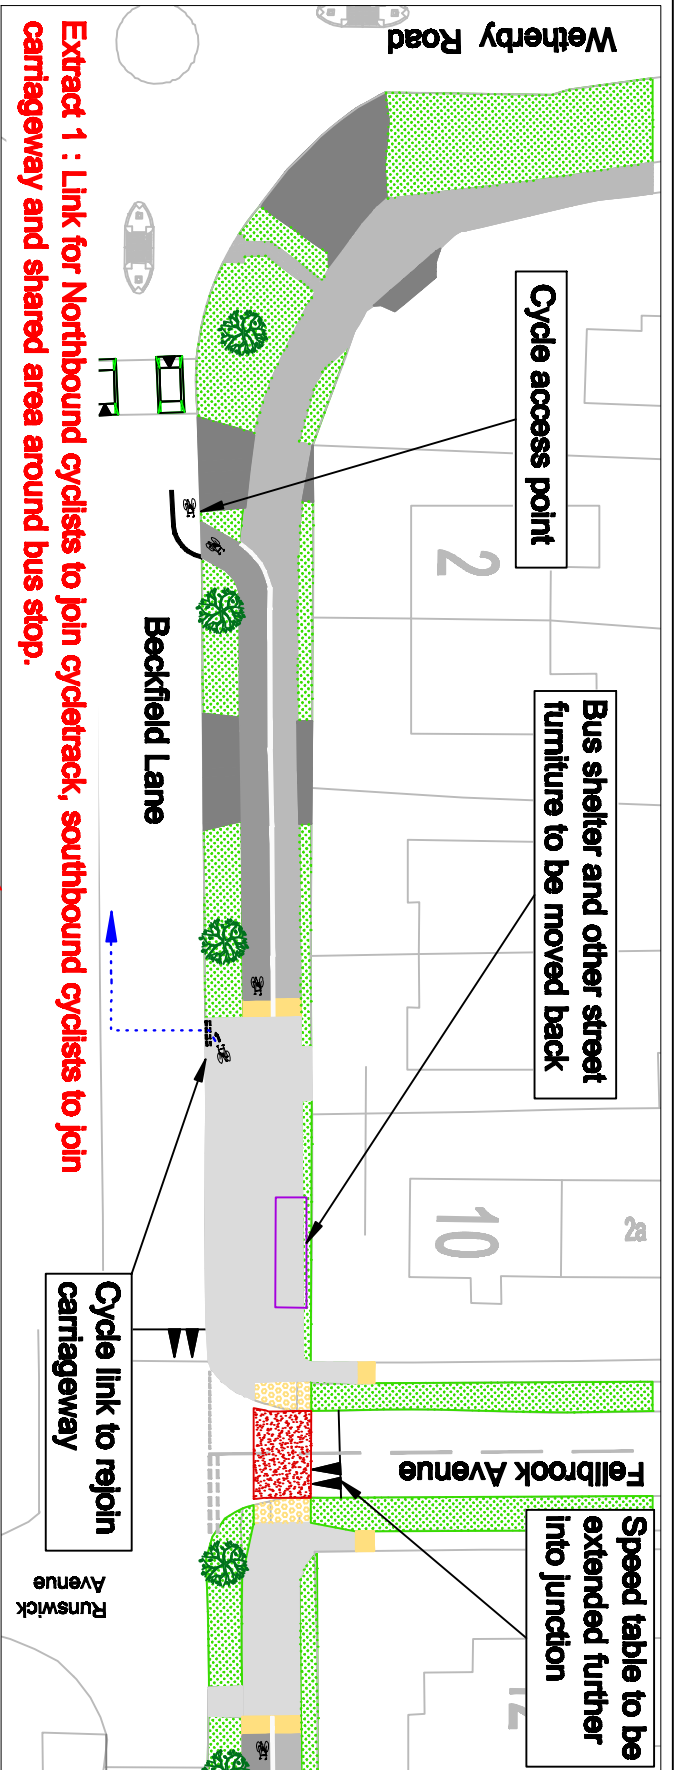 Wetherby Road
Cycle access point
2
Bus shelter and other street
furniture to be moved back
10
2a
Fellbrook Avenue
Speed table to be
extended further
into junction
Beckfield Lane
Cycle link to rejoin
carriageway
Runswick
Avenue
Extract 1 : Link for Northbound cyclists to join cycletrack, southbound cyclists to join
carriageway and shared area around bus stop.